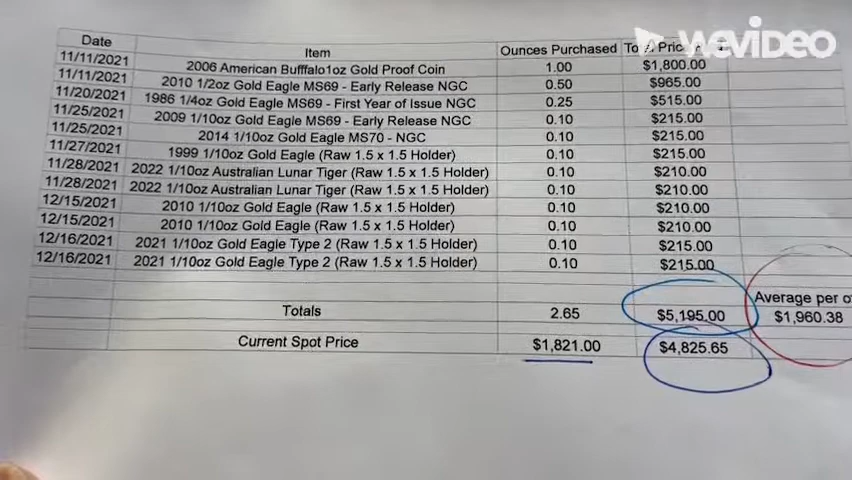 WeVideo
Date Item Ounces Purchased Total Price
11/11/2021 2006 American Bufffalo1oz Gold Proof Coin 1.00 $1,800.00
11/11/2021 2010 1/2oz Gold Eagle MS69 - Early Release NGC 0.50 $965.00
11/20/2021 1986 1/4oz Gold Eagle MS69 - First Year of Issue NGC 0.25 $515.00
11/25/2021 2009 1/10oz Gold Eagle MS69 - Early Release NGC 0.10 $215.00
11/25/2021 2014 1/10oz Gold Eagle MS70 - NGC 0.10 $215.00
11/27/2021 1999 1/10oz Gold Eagle (Raw 1.5 x 1.5 Holder) 0.10 $215.00
11/28/2021 2022 1/10oz Australian Lunar Tiger (Raw 1.5 x 1.5 Holder) 0.10 $210.00
11/28/2021 2022 1/10oz Australian Lunar Tiger (Raw 1.5 x 1.5 Holder) 0.10 $210.00
12/15/2021 2010 1/10oz Gold Eagle (Raw 1.5 x 1.5 Holder) 0.10 $210.00
12/15/2021 2010 1/10oz Gold Eagle (Raw 1.5 x 1.5 Holder) 0.10 $210.00
12/16/2021 2021 1/10oz Gold Eagle Type 2 (Raw 1.5 x 1.5 Holder) 0.10 $215.00
12/16/2021 2021 1/10oz Gold Eagle Type 2 (Raw 1.5 x 1.5 Holder) 0.10 $215.00
Average per
Totals 2.65 $5,195.00 $1,960.38
Current Spot Price $1,821.00 $4,825.65